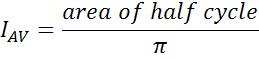 I_AV = area of half cycle / π